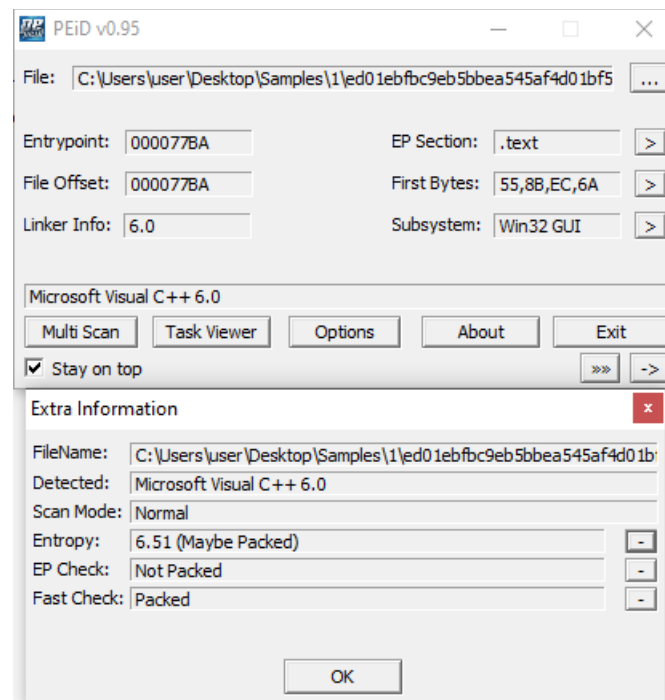 PEiD v0.95
File: C:\Users\user\Desktop\Samples\1\ed01ebfbc9eb5bbea545af4d01bf5 ...
Entrypoint: 000077BA EP Section: .text >
File Offset: 000077BA First Bytes: 55,8B,EC,6A >
Linker Info: 6.0 Subsystem: Win32 GUI >
Microsoft Visual C++ 6.0
Multi Scan Task Viewer Options About Exit
Stay on top »» ->
Extra Information x
FileName: C:\Users\user\Desktop\Samples\1\ed01ebfbc9eb5bbea545af4d01b
Detected: Microsoft Visual C++ 6.0
Scan Mode: Normal
Entropy: 6.51 (Maybe Packed) -
EP Check: Not Packed -
Fast Check: Packed -
OK